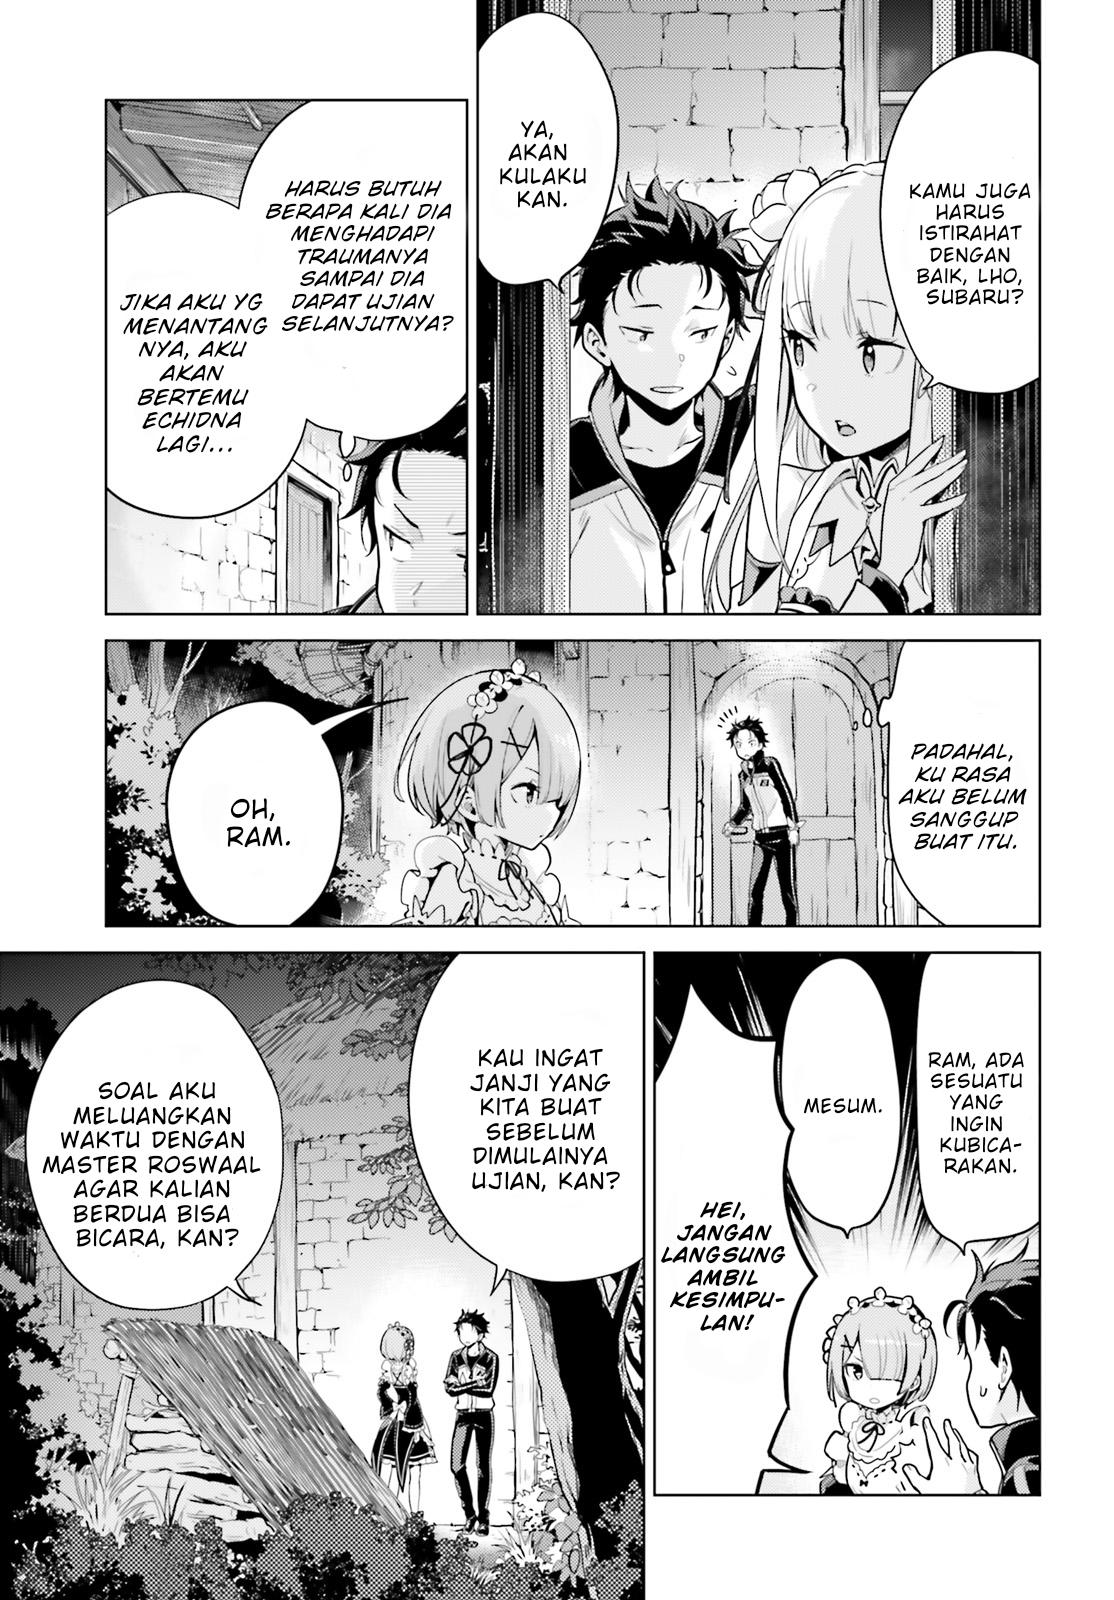 KAMU JUGA
HARUS
ISTIRAHAT
DENGAN
BAIK, LHO,
SUBARU?
YA,
AKAN
KULAKU
KAN.
HARUS BUTUH
BERAPA KALI DIA
MENGHADAPI
TRAUMANYA
SAMPAI DIA
DAPAT UJIAN
SELANJUTNYA?
JIKA AKU YG
MENANTANG
NYA, AKU
AKAN
BERTEMU
ECHIDNA
LAGI...
PADAHAL,
KU RASA
AKU BELUM
SANGGUP
BUAT ITU.
OH,
RAM.
RAM, ADA
SESUATU
YANG
INGIN
KUBICA-
RAKAN.
MESUM.
HEI,
JANGAN
LANGSUNG
AMBIL
KESIMPU-
LAN!
KAU INGAT
JANJI YANG
KITA BUAT
SEBELUM
DIMULAINYA
UJIAN, KAN?
SOAL AKU
MELUANGKAN
WAKTU DENGAN
MASTER ROSWAAL
AGAR KALIAN
BERDUA BISA
BICARA, KAN?